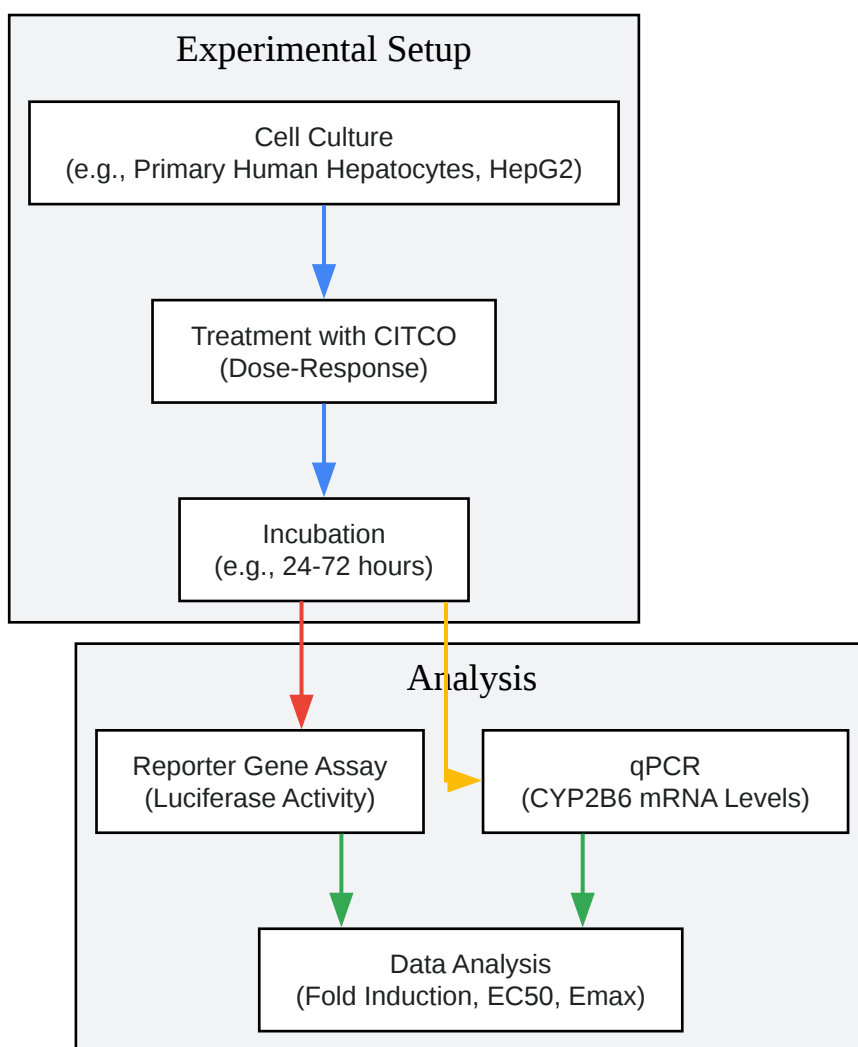 Experimental Setup
Cell Culture
(e.g., Primary Human Hepatocytes, HepG2)
Treatment with CITCO
(Dose-Response)
Incubation
(e.g., 24-72 hours)
Analysis
Reporter Gene Assay
(Luciferase Activity)
qPCR
(CYP2B6 mRNA Levels)
Data Analysis
(Fold Induction, EC50, Emax)